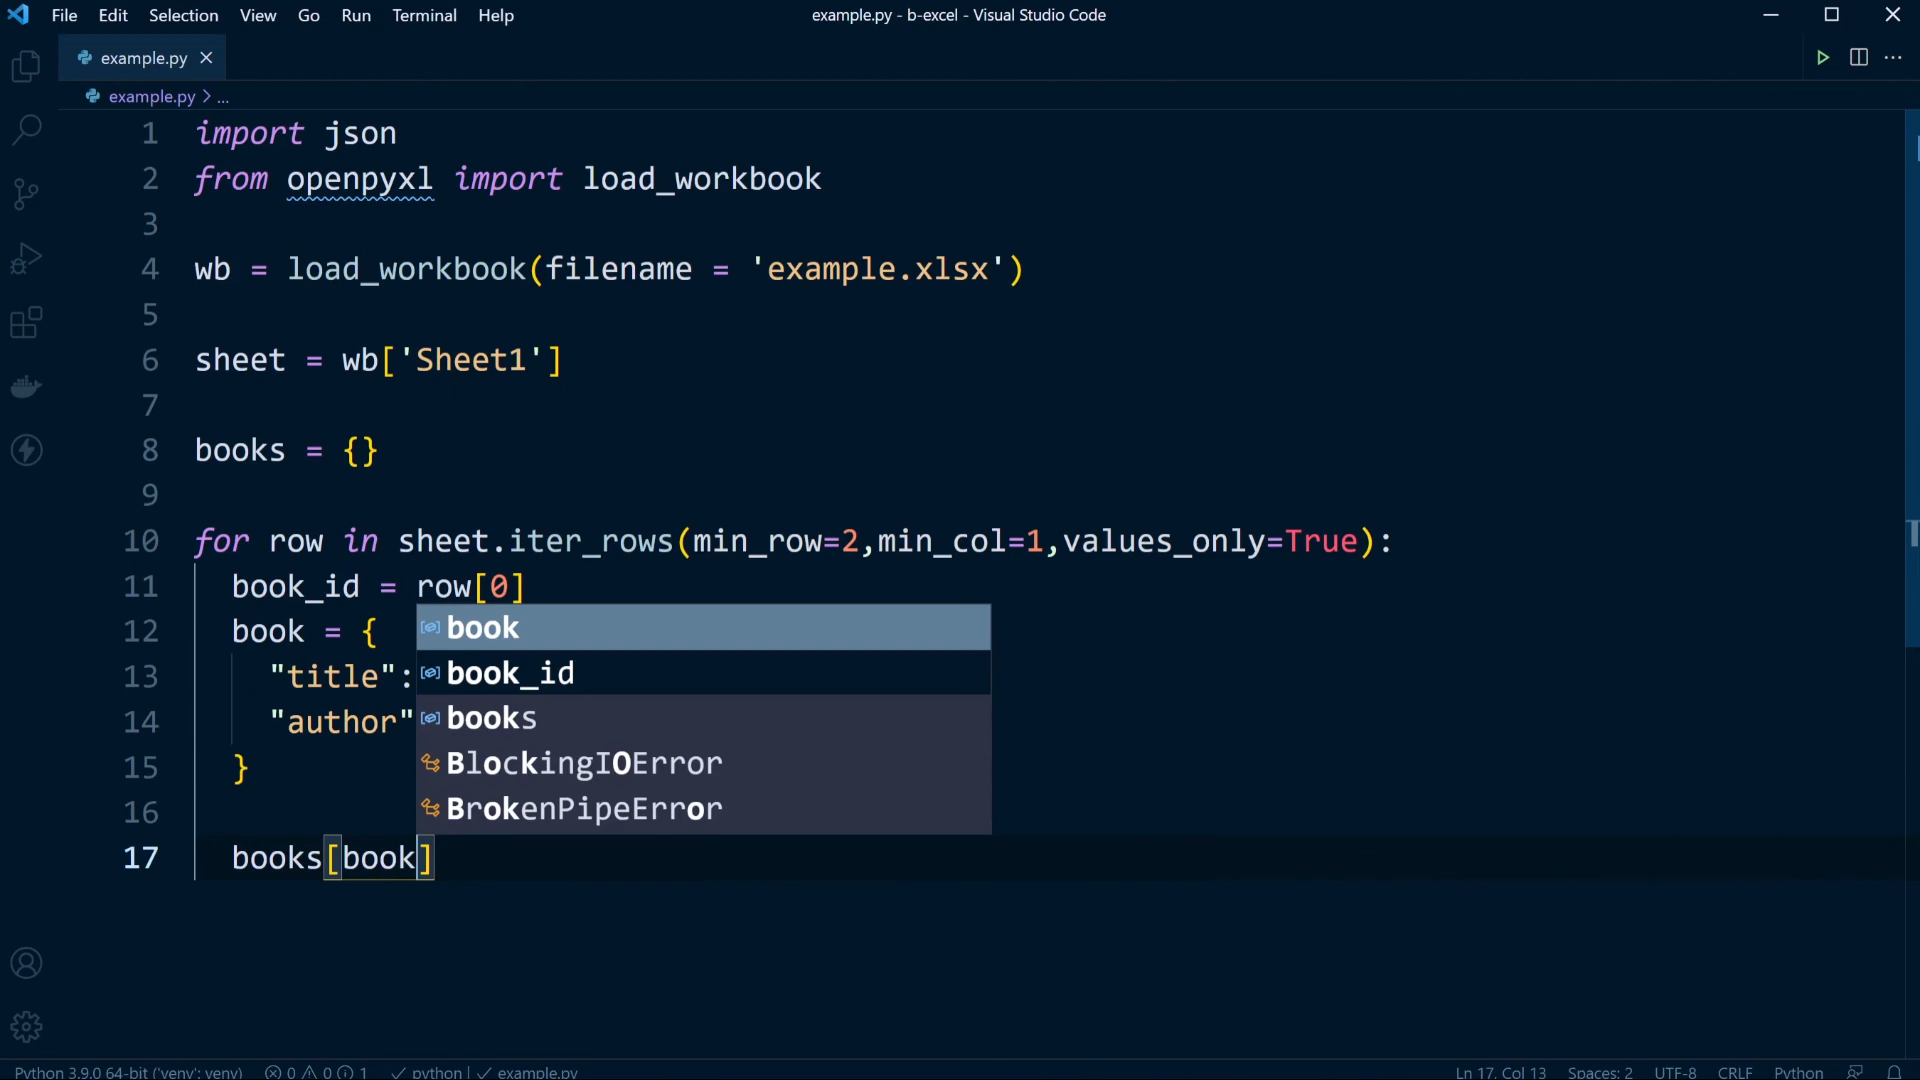 File Edit Selection View Go Run Terminal Help example.py - b-excel - Visual Studio Code
example.py
example.py > ...
1 import json
2 from openpyxl import load_workbook
3
4 wb = load_workbook(filename = 'example.xlsx')
5
6 sheet = wb['Sheet1']
7
8 books = {}
9
10 for row in sheet.iter_rows(min_row=2,min_col=1,values_only=True):
11 book_id = row[0]
12 book = {
book
13 "title":
book_id
14 "author"
books
15 }
BlockingIOError
16
BrokenPipeError
17 books[book]
Python 3.9.0 64-bit ('venv': venv) 0 0 1 python | example.py Ln 17, Col 13 Spaces: 2 UTF-8 CRLF Python